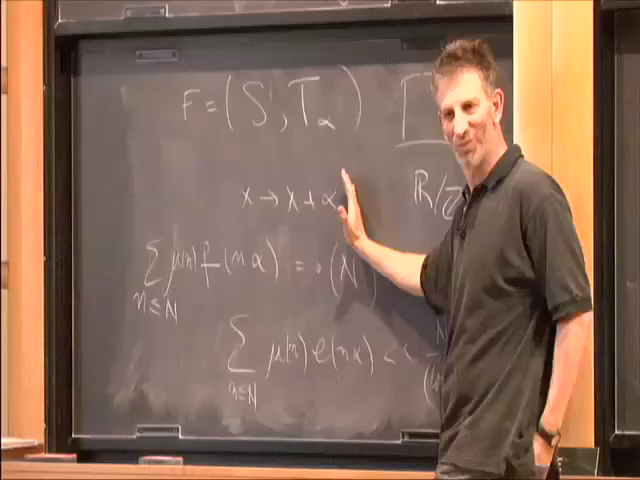 F = (S¹, T_α)
x → x + α
ℝ/ℤ
∑_{n≤N} μ(n) f(nα) = o(N)
∑_{n≤N} μ(n) e(nα) <<